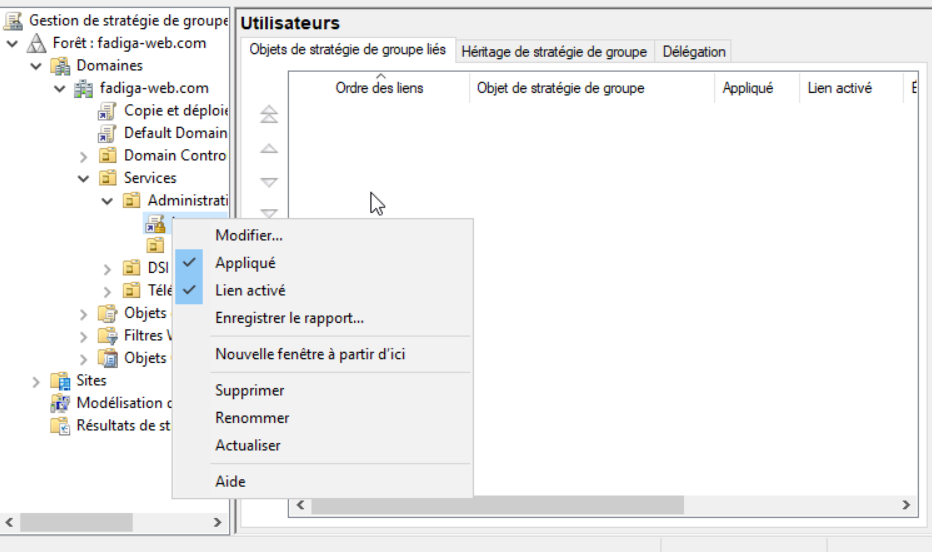 Gestion de stratégie de groupe
Forêt : fadiga-web.com
Domaines
fadiga-web.com
Copie et déploie
Default Domain
Domain Contro
Services
Administrati
DSI
Télé
Objets
Filtres
Objets
Sites
Modélisation
Résultats de st
Utilisateurs
Objets de stratégie de groupe liés
Héritage de stratégie de groupe
Délégation
Ordre des liens
Objet de stratégie de groupe
Appliqué
Lien activé
Modifier...
Appliqué
Lien activé
Enregistrer le rapport...
Nouvelle fenêtre à partir d'ici
Supprimer
Renommer
Actualiser
Aide